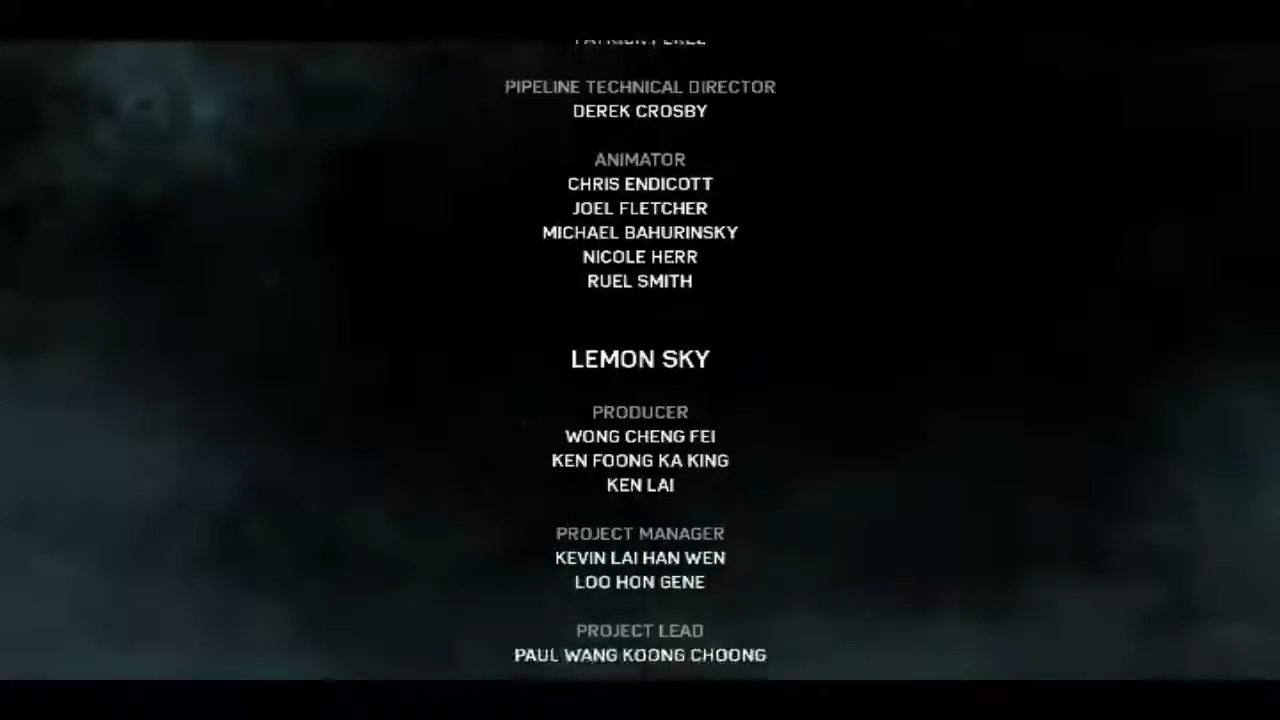 PIPELINE TECHNICAL DIRECTOR
DEREK CROSBY
ANIMATOR
CHRIS ENDICOTT
JOEL FLETCHER
MICHAEL BAHURINSKY
NICOLE HERR
RUEL SMITH
LEMON SKY
PRODUCER
WONG CHENG FEI
KEN FOONG KA KING
KEN LAI
PROJECT MANAGER
KEVIN LAI HAN WEN
LOO HON GENE
PROJECT LEAD
PAUL WANG KOONG CHOONG